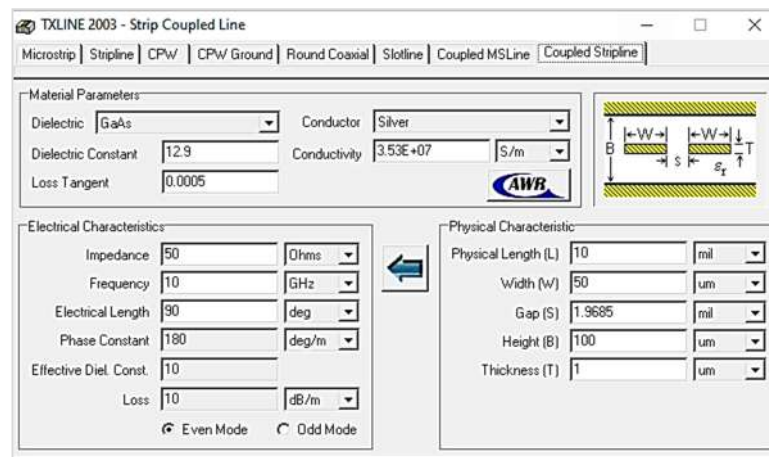 TXLINE 2003 - Strip Coupled Line
Microstrip | Stripline | CPW | CPW Ground | Round Coaxial | Slotline | Coupled MSLine | Coupled Stripline
Material Parameters
Dielectric GaAs Conductor Silver
Dielectric Constant 12.9 Conductivity 3.53E+07 S/m
Loss Tangent 0.0005 AWR
B W W T
S εr
Electrical Characteristics
Impedance 50 Ohms
Frequency 10 GHz
Electrical Length 90 deg
Phase Constant 180 deg/m
Effective Diel. Const. 10
Loss 10 dB/m
Even Mode Odd Mode
Physical Characteristic
Physical Length (L) 10 mil
Width (W) 50 um
Gap (S) 1.9685 mil
Height (B) 100 um
Thickness (T) 1 um